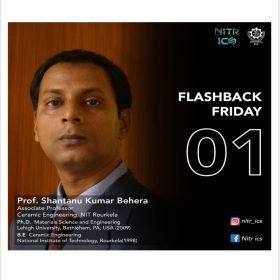 NITR
ICS
FLASHBACK
FRIDAY
01
Prof. Shantanu Kumar Behera
Associate Professor
Ceramic Engineering, NIT Rourkela
Ph.D. Materials Science and Engineering
Lehigh University, Bethlehem, PA, USA (2009)
B.E Ceramic Engineering
National Institute of Technology, Rourkela(1998)
nitr_ics
Nitr ics